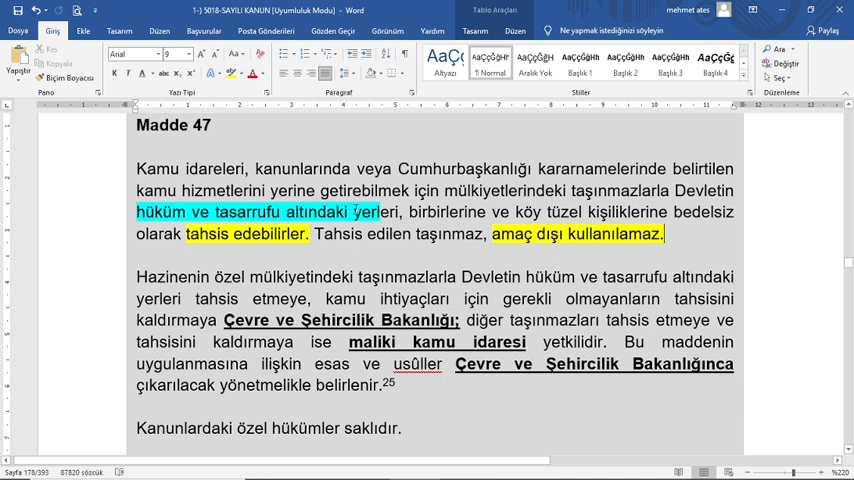 1-) 5018-SAYILI KANUN [Uyumluluk Modu] - Word
Tablo Araçları
mehmet ates
Dosya Giriş Ekle Tasarım Düzen Başvurular Posta Gönderileri Gözden Geçir Görünüm Geliştirici Yardım Tasarım Düzen Ne yapmak istediğinizi söyleyin Paylaş
Yapıştır
Kes
Kopyala
Biçim Boyacısı
Arial 9
AaÇçĞ AaÇçĞğHh AaÇçĞğ AaÇçĞğHh AaÇçĞğHh AaÇçĞğHh AaÇçĞğ
Altyazı ¶ Normal Aralık Yok Başlık 1 Başlık 2 Başlık 3 Başlık 4
Ara
Değiştir
Seç
Pano Yazı Tipi Paragraf Stiller Düzenleme
Madde 47
Kamu idareleri, kanunlarında veya Cumhurbaşkanlığı kararnamelerinde belirtilen
kamu hizmetlerini yerine getirebilmek için mülkiyetlerindeki taşınmazlarla Devletin
hüküm ve tasarrufu altındaki yerleri, birbirlerine ve köy tüzel kişiliklerine bedelsiz
olarak tahsis edebilirler. Tahsis edilen taşınmaz, amaç dışı kullanılamaz.
Hazinenin özel mülkiyetindeki taşınmazlarla Devletin hüküm ve tasarrufu altındaki
yerleri tahsis etmeye, kamu ihtiyaçları için gerekli olmayanların tahsisini
kaldırmaya Çevre ve Şehircilik Bakanlığı; diğer taşınmazları tahsis etmeye ve
tahsisini kaldırmaya ise maliki kamu idaresi yetkilidir. Bu maddenin
uygulanmasına ilişkin esas ve usûller Çevre ve Şehircilik Bakanlığınca
çıkarılacak yönetmelikle belirlenir.25
Kanunlardaki özel hükümler saklıdır.
Sayfa 178/393 87820 sözcük %220